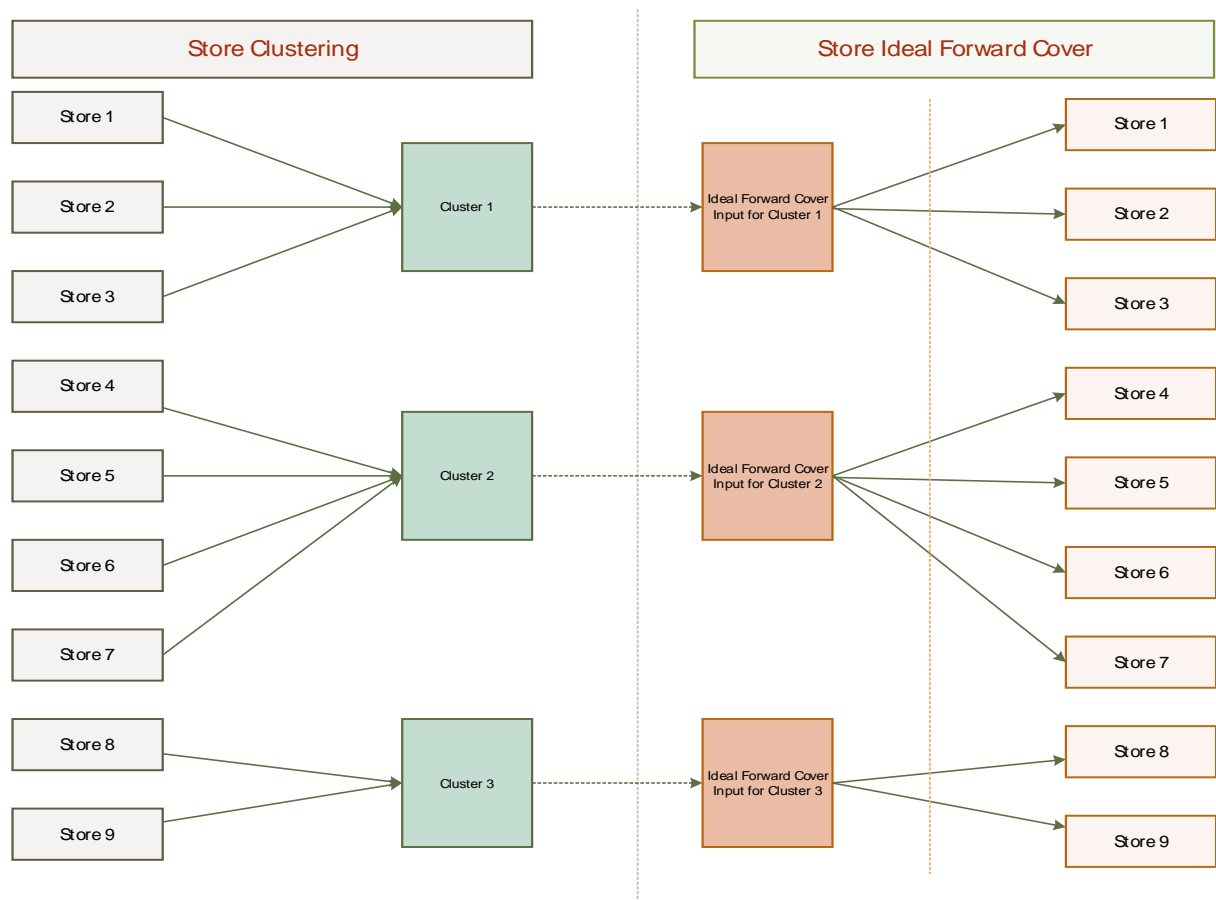 Store Clustering
Store Ideal Forward Cover
Store 1
Store 2
Store 3
Store 4
Store 5
Store 6
Store 7
Store 8
Store 9
Cluster 1
Cluster 2
Cluster 3
Ideal Forward Cover
Input for Cluster 1
Ideal Forward Cover
Input for Cluster 2
Ideal Forward Cover
Input for Cluster 3
Store 1
Store 2
Store 3
Store 4
Store 5
Store 6
Store 7
Store 8
Store 9